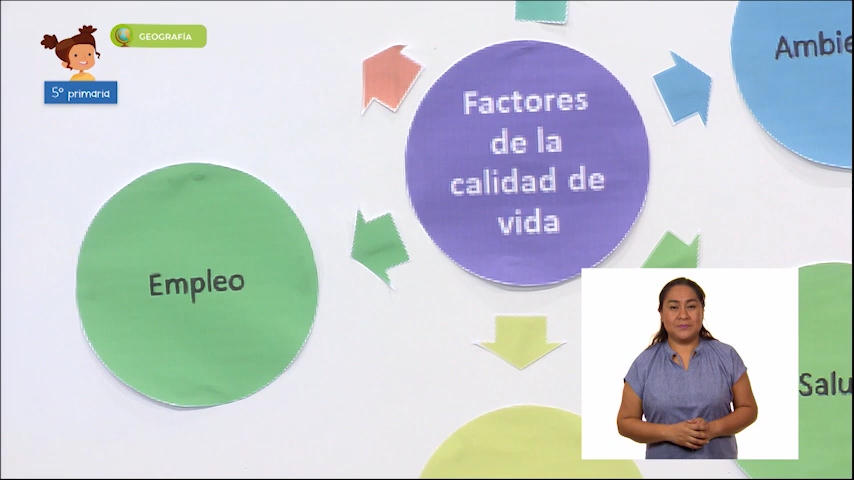 GEOGRAFÍA
5º primaria
Factores
de la
calidad de
vida
Empleo
Ambie
Salu